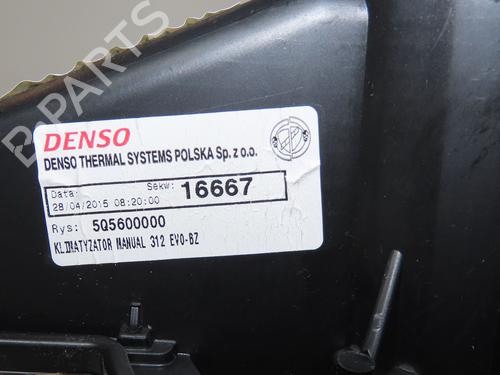 B-PARTS
DENSO
DENSO THERMAL SYSTEMS POLSKA Sp. z o.o.
Data: Sekw: 16667
28/04/2015 08:20:00
Rys: 5Q5600000
KLIMATYZATOR MANUAL 312 EVO-BZ